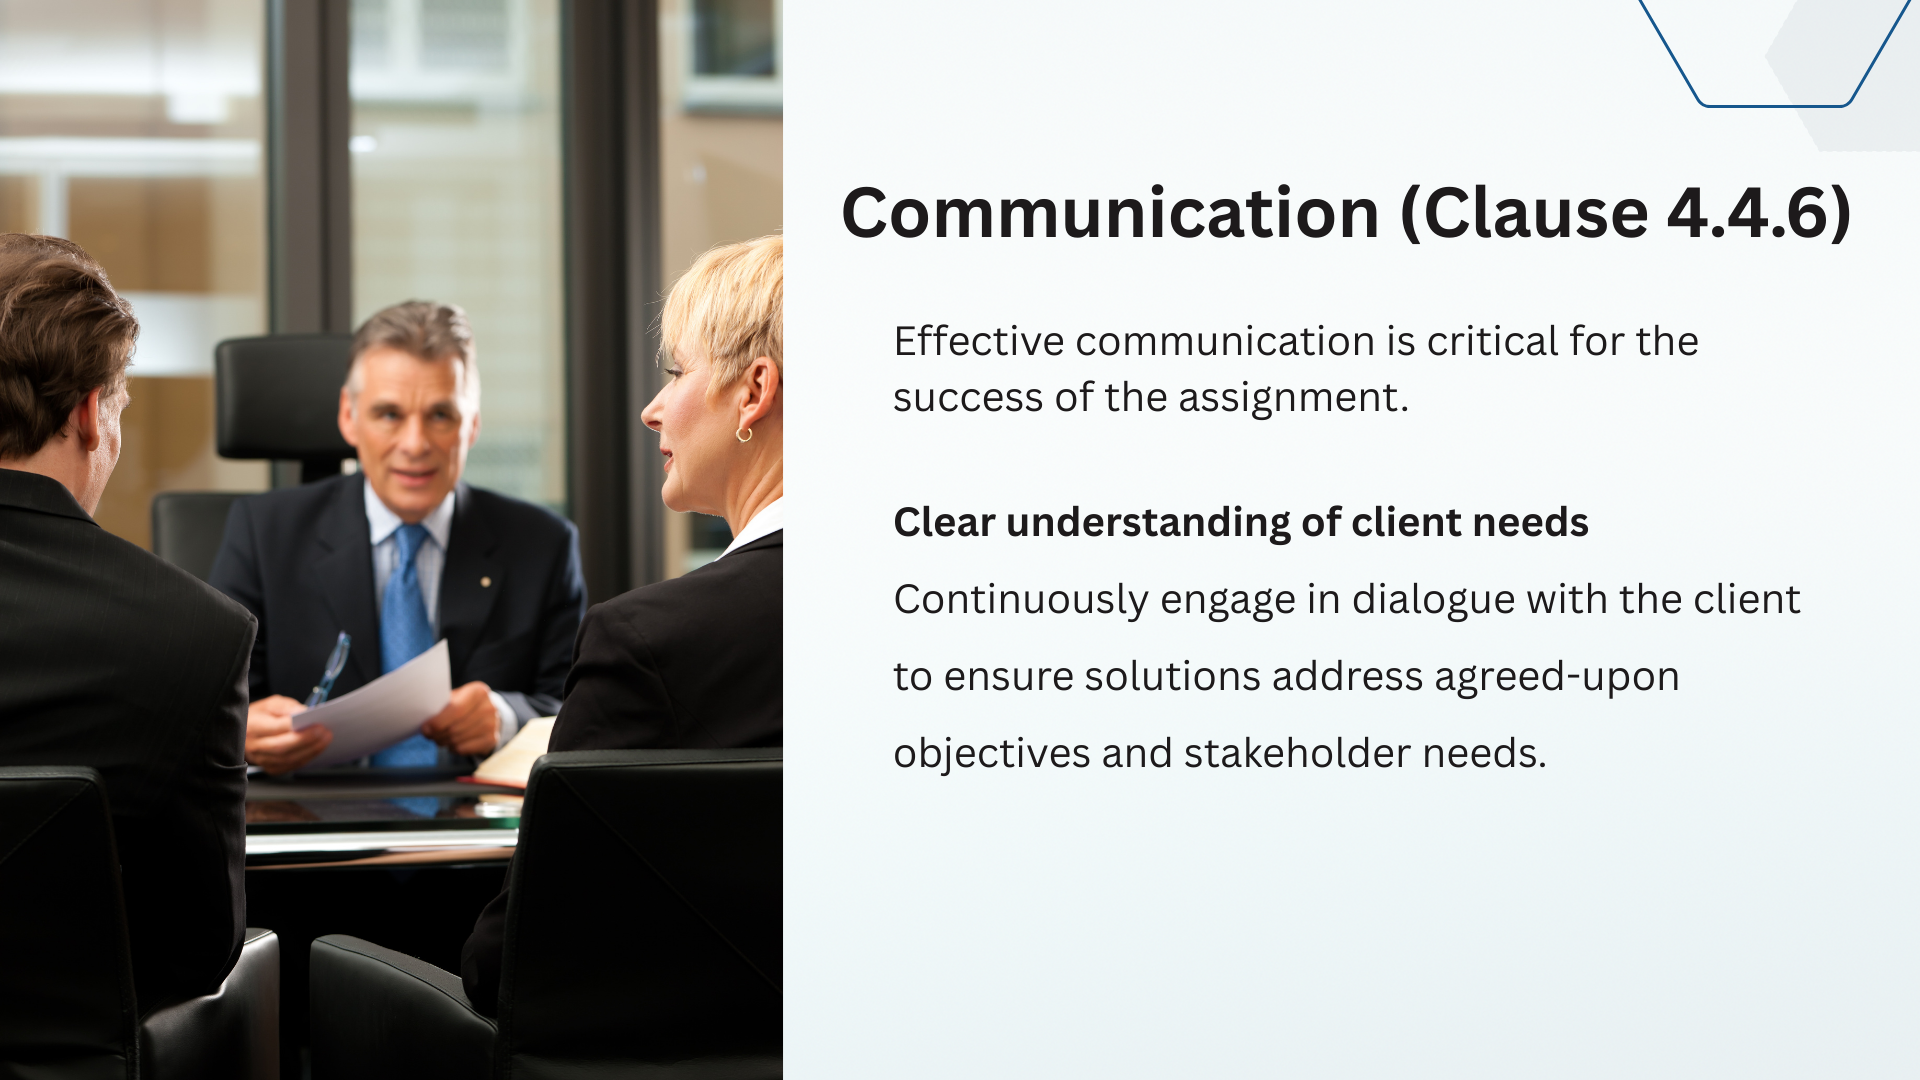 Communication (Clause 4.4.6)
Effective communication is critical for the
success of the assignment.
Clear understanding of client needs
Continuously engage in dialogue with the client
to ensure solutions address agreed-upon
objectives and stakeholder needs.